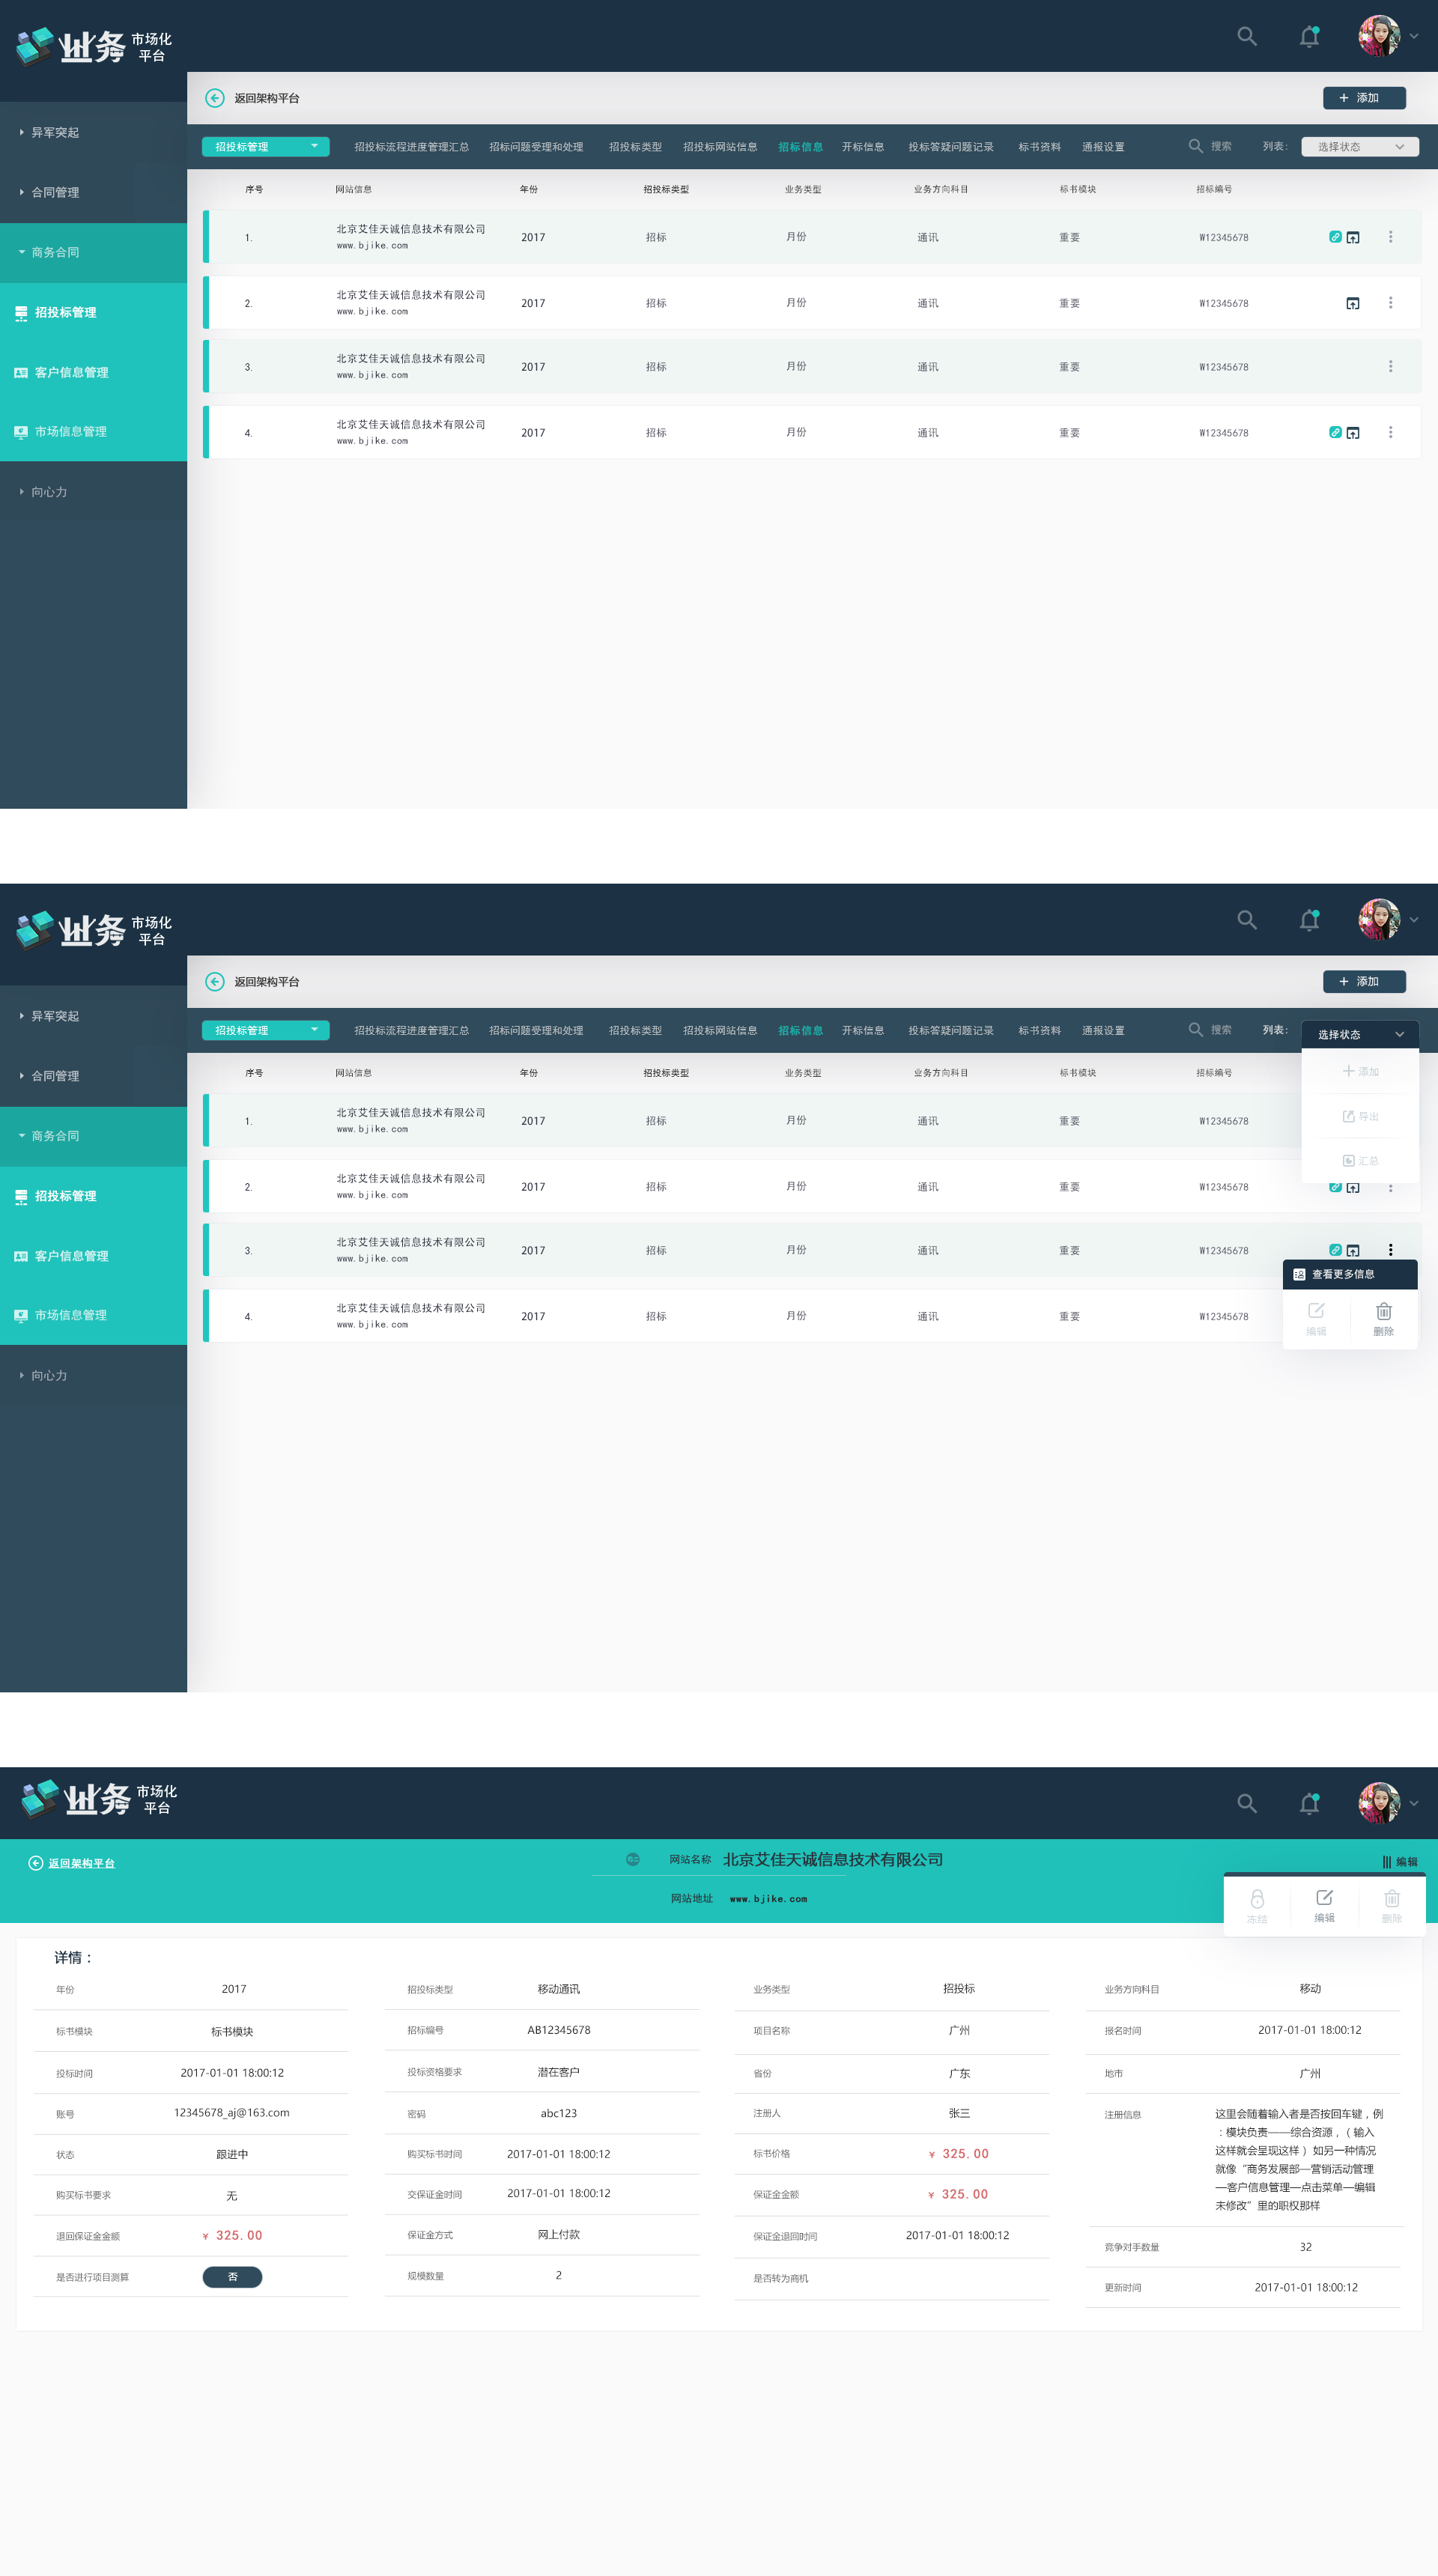 业务 市场化
平台
返回架构平台
+ 添加
异军突起
合同管理
商务合同
招投标管理
客户信息管理
市场信息管理
向心力
招投标管理 招投标流程进度管理汇总 招标问题受理和处理 招投标类型 招投标网站信息 招标信息 开标信息 投标答疑问题记录 标书资料 通报设置 搜索 列表: 选择状态
序号 网站信息 年份 招投标类型 业务类型 业务方向科目 标书模块 招标编号
1. 北京艾佳天诚信息技术有限公司 2017 招标 月份 通讯 重要 W12345678
www.bjike.com
2. 北京艾佳天诚信息技术有限公司 2017 招标 月份 通讯 重要 W12345678
www.bjike.com
3. 北京艾佳天诚信息技术有限公司 2017 招标 月份 通讯 重要 W12345678
www.bjike.com
4. 北京艾佳天诚信息技术有限公司 2017 招标 月份 通讯 重要 W12345678
www.bjike.com
业务 市场化
平台
返回架构平台
+ 添加
异军突起
合同管理
商务合同
招投标管理
客户信息管理
市场信息管理
向心力
招投标管理 招投标流程进度管理汇总 招标问题受理和处理 招投标类型 招投标网站信息 招标信息 开标信息 投标答疑问题记录 标书资料 通报设置 搜索 列表: 选择状态
添加
导出
汇总
序号 网站信息 年份 招投标类型 业务类型 业务方向科目 标书模块 招标编号
1. 北京艾佳天诚信息技术有限公司 2017 招标 月份 通讯 重要 W12345678
www.bjike.com
2. 北京艾佳天诚信息技术有限公司 2017 招标 月份 通讯 重要 W12345678
www.bjike.com
3. 北京艾佳天诚信息技术有限公司 2017 招标 月份 通讯 重要 W12345678
www.bjike.com
查看更多信息
编辑 删除
4. 北京艾佳天诚信息技术有限公司 2017 招标 月份 通讯 重要 W12345678
www.bjike.com
业务 市场化
平台
返回架构平台
网站名称 北京艾佳天诚信息技术有限公司
网站地址 www.bjike.com
编辑
冻结 编辑 删除
详情：
年份 2017
标书模块 标书模块
投标时间 2017-01-01 18:00:12
账号 12345678_aj@163.com
状态 跟进中
购买标书要求 无
退回保证金金额 ¥ 325.00
是否进行项目测算 否
招投标类型 移动通讯
招标编号 AB12345678
投标资格要求 潜在客户
密码 abc123
购买标书时间 2017-01-01 18:00:12
交保证金时间 2017-01-01 18:00:12
保证金方式 网上付款
规模数量 2
业务类型 招投标
项目名称 广州
省份 广东
注册人 张三
标书价格 ¥ 325.00
保证金金额 ¥ 325.00
保证金退回时间 2017-01-01 18:00:12
是否转为商机
业务方向科目 移动
报名时间 2017-01-01 18:00:12
地市 广州
注册信息 这里会随着输入者是否按回车键，例
：模块负责——综合资源，（输入
这样就会呈现这样）如另一种情况
就像“商务发展部—营销活动管理
—客户信息管理—点击菜单—编辑
未修改”里的职权那样
竞争对手数量 32
更新时间 2017-01-01 18:00:12